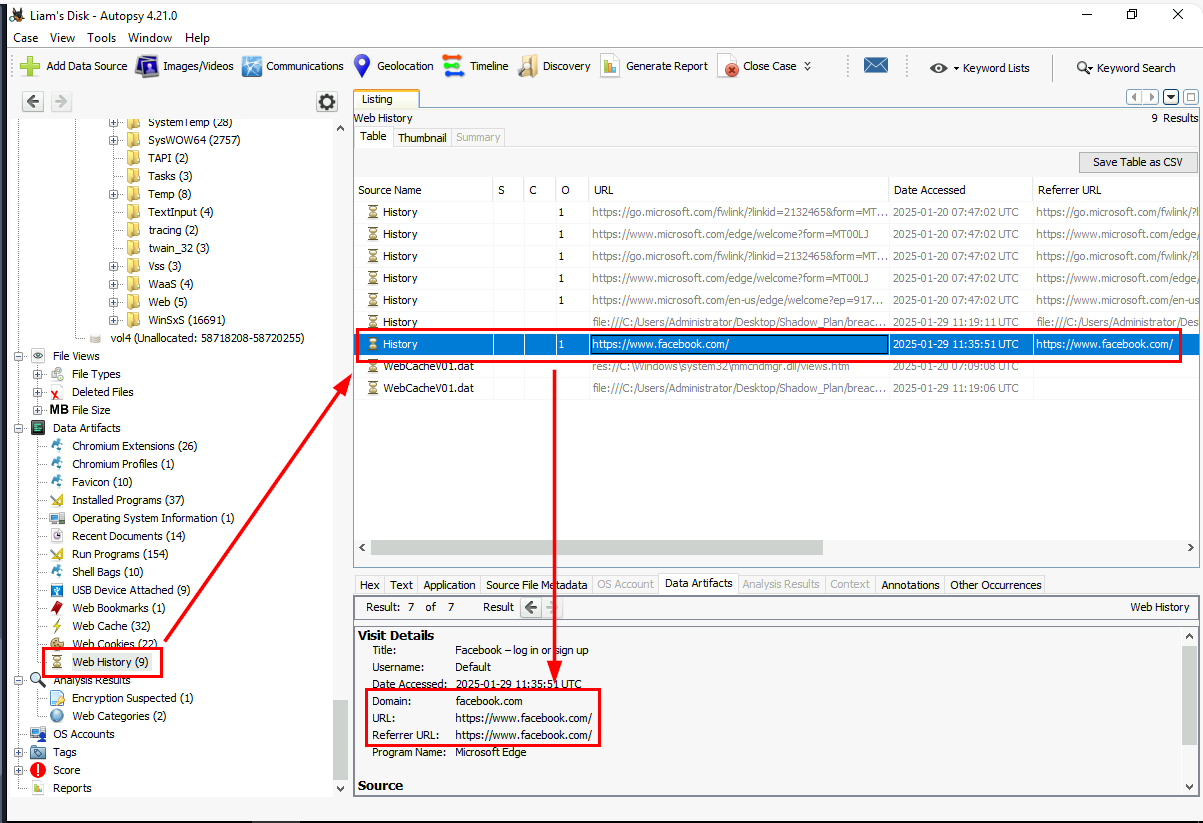 Liam's Disk - Autopsy 4.21.0
Case View Tools Window Help
Add Data Source Images/Videos Communications Geolocation Timeline Discovery Generate Report Close Case Keyword Lists Keyword Search
Listing
Web History 9 Results
Table Thumbnail Summary
Save Table as CSV
SystemTemp (28)
SysWOW64 (2757)
TAPI (2)
Tasks (3)
Temp (8)
TextInput (4)
tracing (2)
twain_32 (3)
Vss (3)
WaaS (4)
Web (5)
WinSxS (16691)
vol4 (Unallocated: 58718208-58720255)
File Views
File Types
Deleted Files
MB File Size
Data Artifacts
Chromium Extensions (26)
Chromium Profiles (1)
Favicon (10)
Installed Programs (37)
Operating System Information (1)
Recent Documents (14)
Run Programs (154)
Shell Bags (10)
USB Device Attached (9)
Web Bookmarks (1)
Web Cache (32)
Web Cookies (22)
Web History (9)
Analysis Results
Encryption Suspected (1)
Web Categories (2)
OS Accounts
Tags
Score
Reports
Source Name S C O URL Date Accessed Referrer URL
History 1 https://go.microsoft.com/fwlink/?linkid=2132465&form=MT... 2025-01-20 07:47:02 UTC https://go.microsoft.com/fwlink/?l
History 1 https://www.microsoft.com/edge/welcome?form=MT00LJ 2025-01-20 07:47:02 UTC https://www.microsoft.com/edge/w
History 1 https://go.microsoft.com/fwlink/?linkid=2132465&form=MT... 2025-01-20 07:47:02 UTC https://go.microsoft.com/fwlink/?l
History 1 https://www.microsoft.com/edge/welcome?form=MT00LJ 2025-01-20 07:47:02 UTC https://www.microsoft.com/edge/w
History 1 https://www.microsoft.com/en-us/edge/welcome?ep=917... 2025-01-20 07:47:02 UTC https://www.microsoft.com/en-us
History file:///C:/Users/Administrator/Desktop/Shadow_Plan/breac... 2025-01-29 11:19:11 UTC file:///C:/Users/Administrator/Des
History 1 https://www.facebook.com/ 2025-01-29 11:35:51 UTC https://www.facebook.com/
WebCacheV01.dat res://C:\Windows\system32\mmcndmgr.dll/views.htm 2025-01-20 07:09:08 UTC
WebCacheV01.dat file:///C:/Users/Administrator/Desktop/Shadow_Plan/breac... 2025-01-29 11:19:06 UTC
Hex Text Application Source File Metadata OS Account Data Artifacts Analysis Results Context Annotations Other Occurrences
Result: 7 of 7 Result Web History
Visit Details
Title: Facebook – log in or sign up
Username: Default
Date Accessed: 2025-01-29 11:35:51 UTC
Domain: facebook.com
URL: https://www.facebook.com/
Referrer URL: https://www.facebook.com/
Program Name: Microsoft Edge
Source